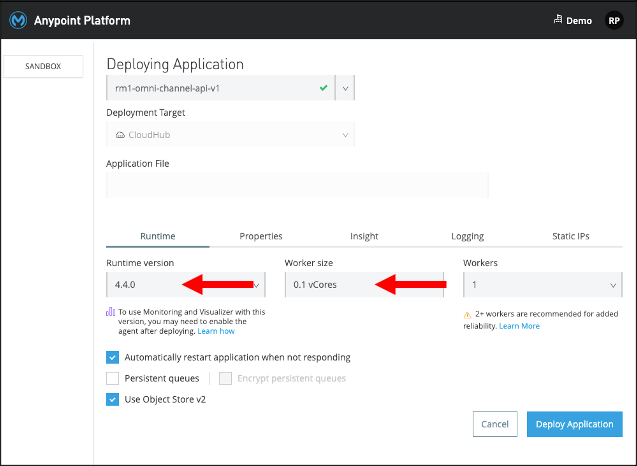 Anypoint Platform
Demo
RP
SANDBOX
Deploying Application
rm1-omni-channel-api-v1
Deployment Target
CloudHub
Application File
Runtime
Properties
Insight
Logging
Static IPs
Runtime version
Worker size
Workers
4.4.0
0.1 vCores
1
To use Monitoring and Visualizer with this
version, you may need to enable the
agent after deploying. Learn how
2+ workers are recommended for added
reliability. Learn More
Automatically restart application when not responding
Persistent queues
Encrypt persistent queues
Use Object Store v2
Cancel
Deploy Application